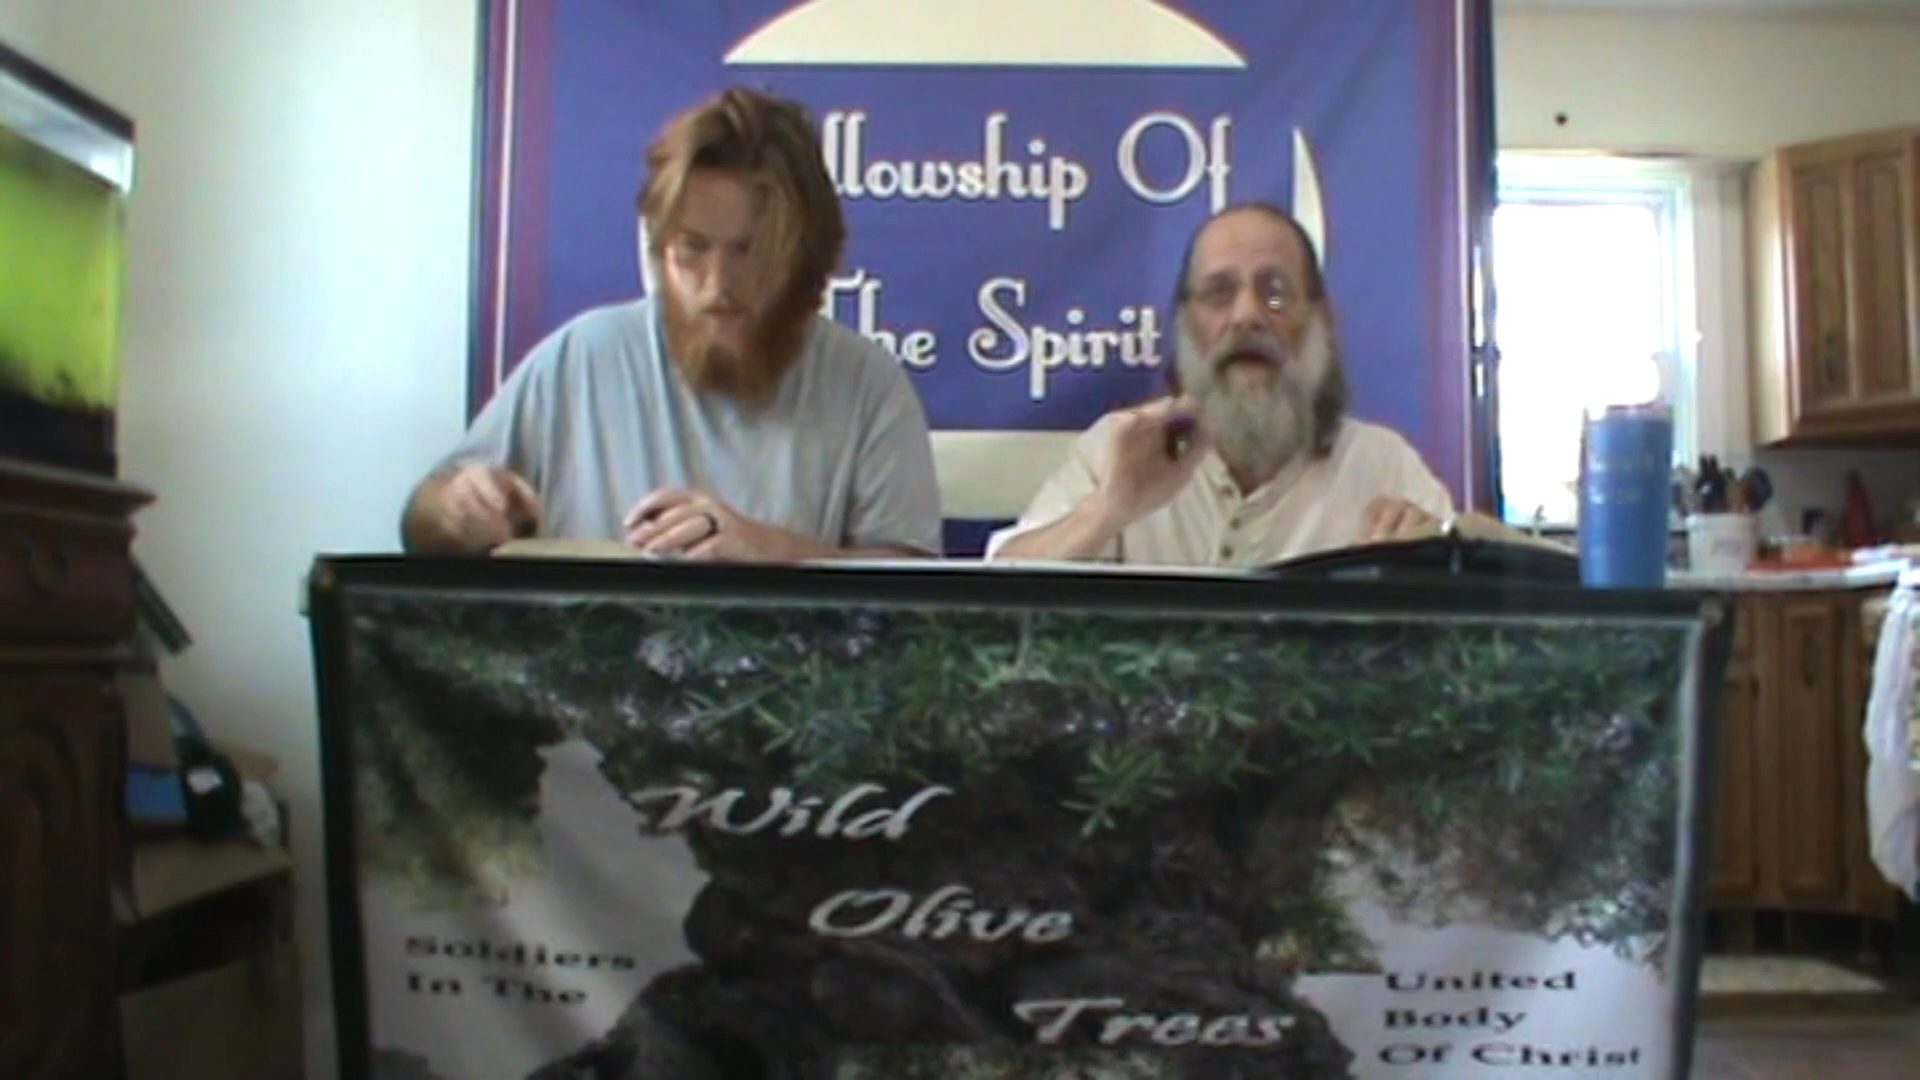 llowship Of
The Spirit
Wild
Olive
Trees
Soldiers
In The
United
Body
Of Christ